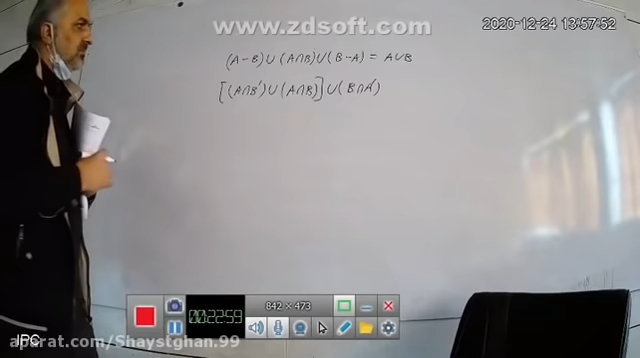 www.zdsoft.com
2020-12-24 13:57:52
(A-B)∪(A∩B)∪(B-A) = A∪B
[(A∩B')∪(A∩B)]∪(B∩A')
00:22:59
842 × 473
IPC
aparat.com/Shaystghan.99